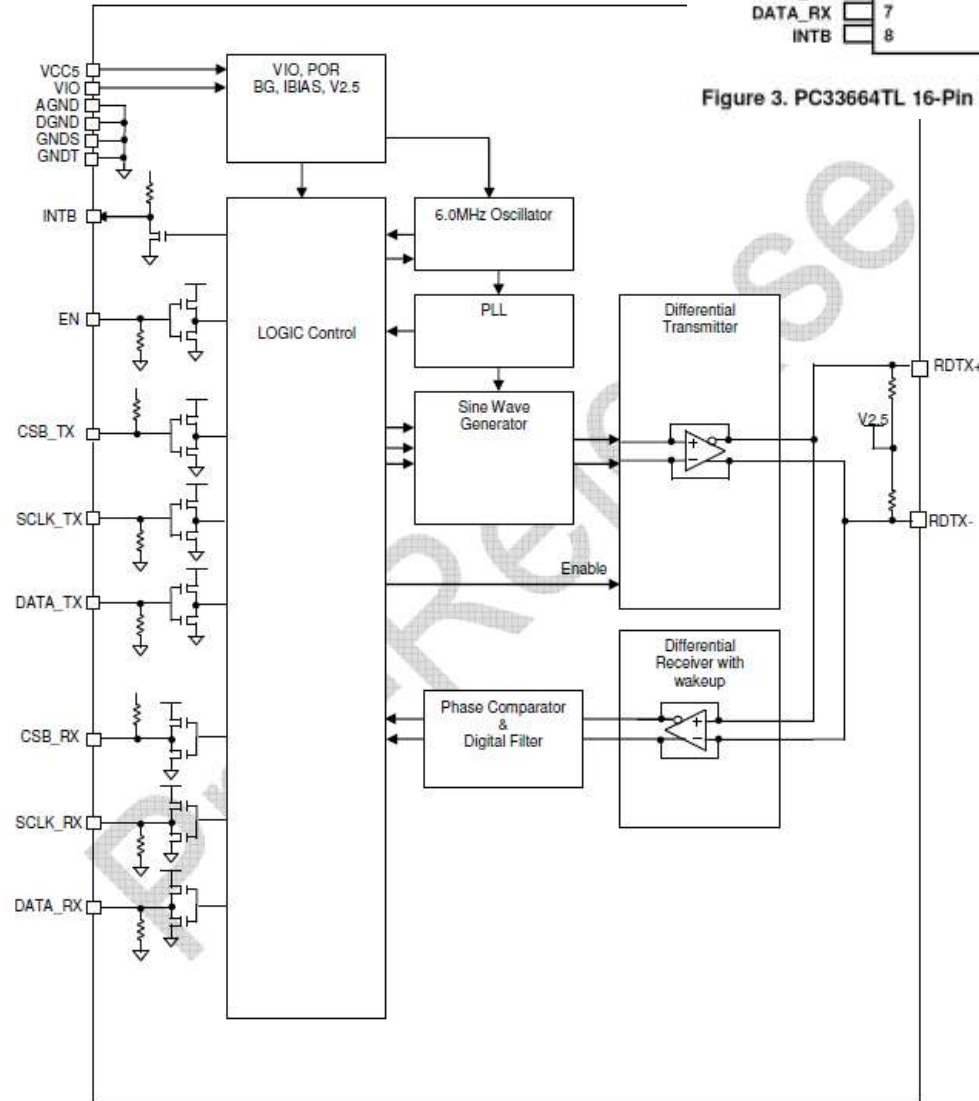 DATA_RX 7
INTB 8
Figure 3. PC33664TL 16-Pin
VCC5
VIO
AGND
DGND
GNDS
GNDT
VIO, POR
BG, IBIAS, V2.5
INTB
6.0MHz Oscillator
EN
LOGIC Control
PLL
Differential
Transmitter
RDTX+
CSB_TX
Sine Wave
Generator
V2.5
+
-
SCLK_TX
RDTX-
Enable
DATA_TX
Differential
Receiver with
wakeup
CSB_RX
Phase Comparator
&
Digital Filter
+
-
SCLK_RX
DATA_RX